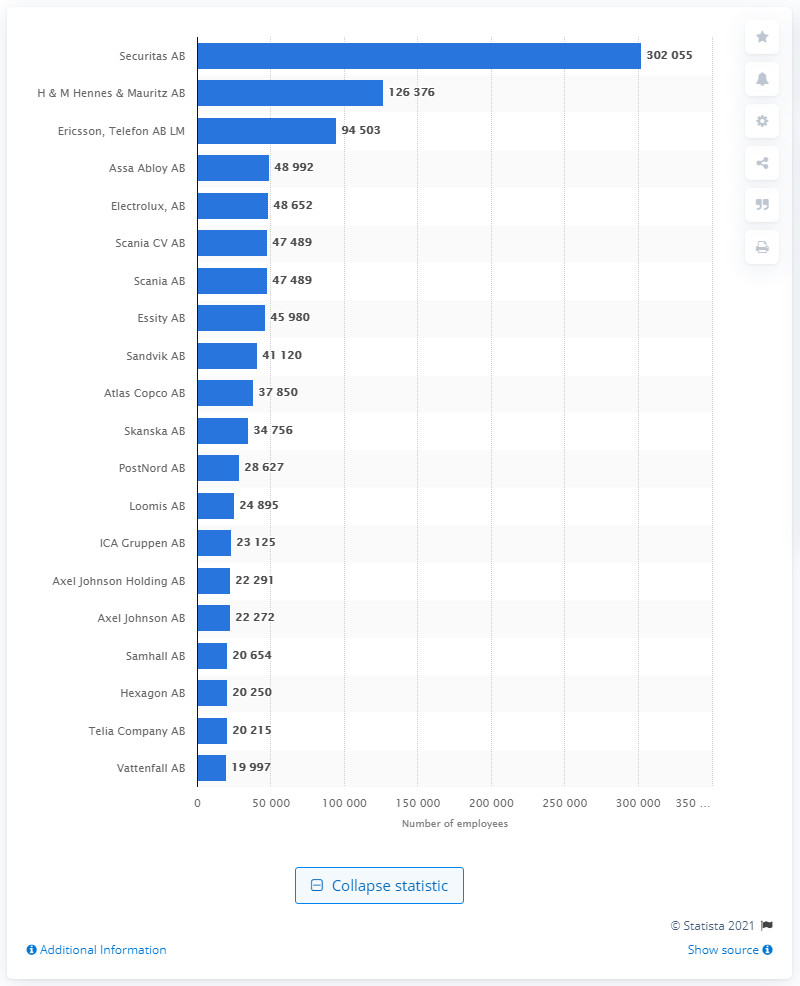 Securitas AB 302 055
H & M Hennes & Mauritz AB 126 376
Ericsson, Telefon AB LM 94 503
Assa Abloy AB 48 992
Electrolux, AB 48 652
Scania CV AB 47 489
Scania AB 47 489
Essity AB 45 980
Sandvik AB 41 120
Atlas Copco AB 37 850
Skanska AB 34 756
PostNord AB 28 627
Loomis AB 24 895
ICA Gruppen AB 23 125
Axel Johnson Holding AB 22 291
Axel Johnson AB 22 272
Samhall AB 20 654
Hexagon AB 20 250
Telia Company AB 20 215
Vattenfall AB 19 997
0 50 000 100 000 150 000 200 000 250 000 300 000 350 ...
Number of employees
Collapse statistic
© Statista 2021
Additional Information Show source